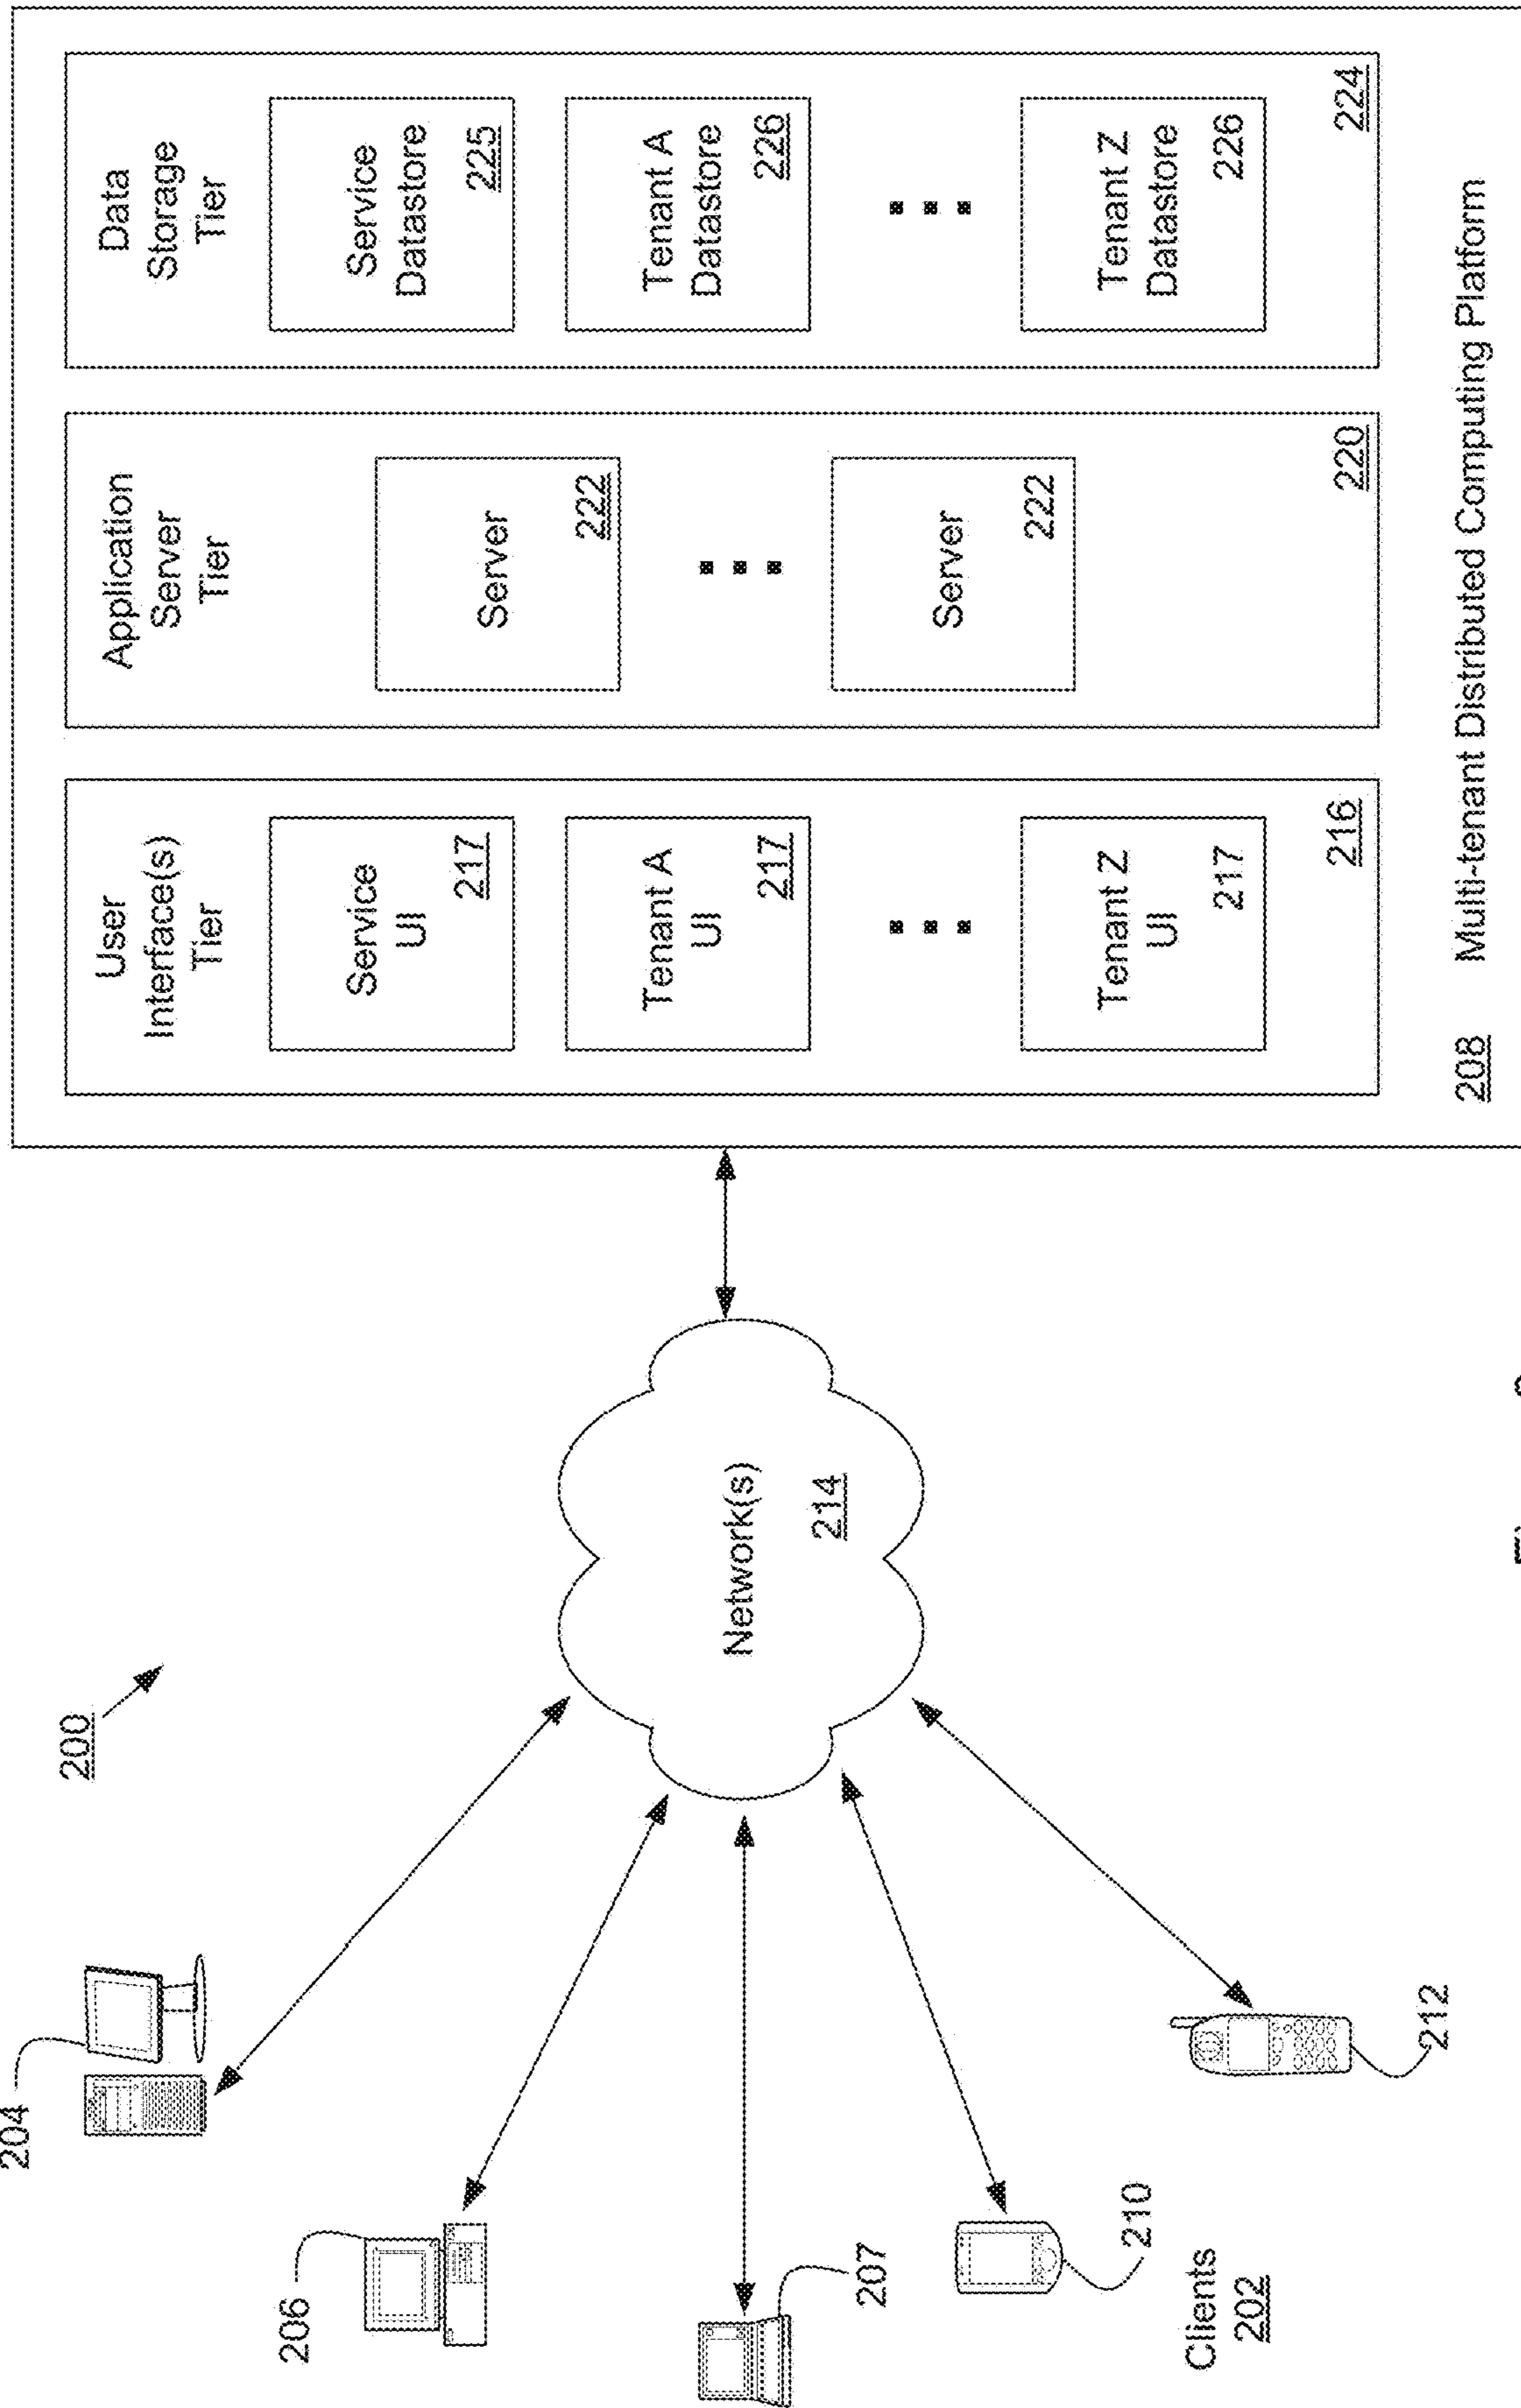 200
204
206
207
210
212
Clients
202
Network(s)
214
User
Interface(s)
Tier
Service
UI
217
Tenant A
UI
217
Tenant Z
UI
217
216
Application
Server
Tier
Server
222
Server
222
220
Data
Storage
Tier
Service
Datastore
225
Tenant A
Datastore
226
Tenant Z
Datastore
226
224
208 Multi-tenant Distributed Computing Platform